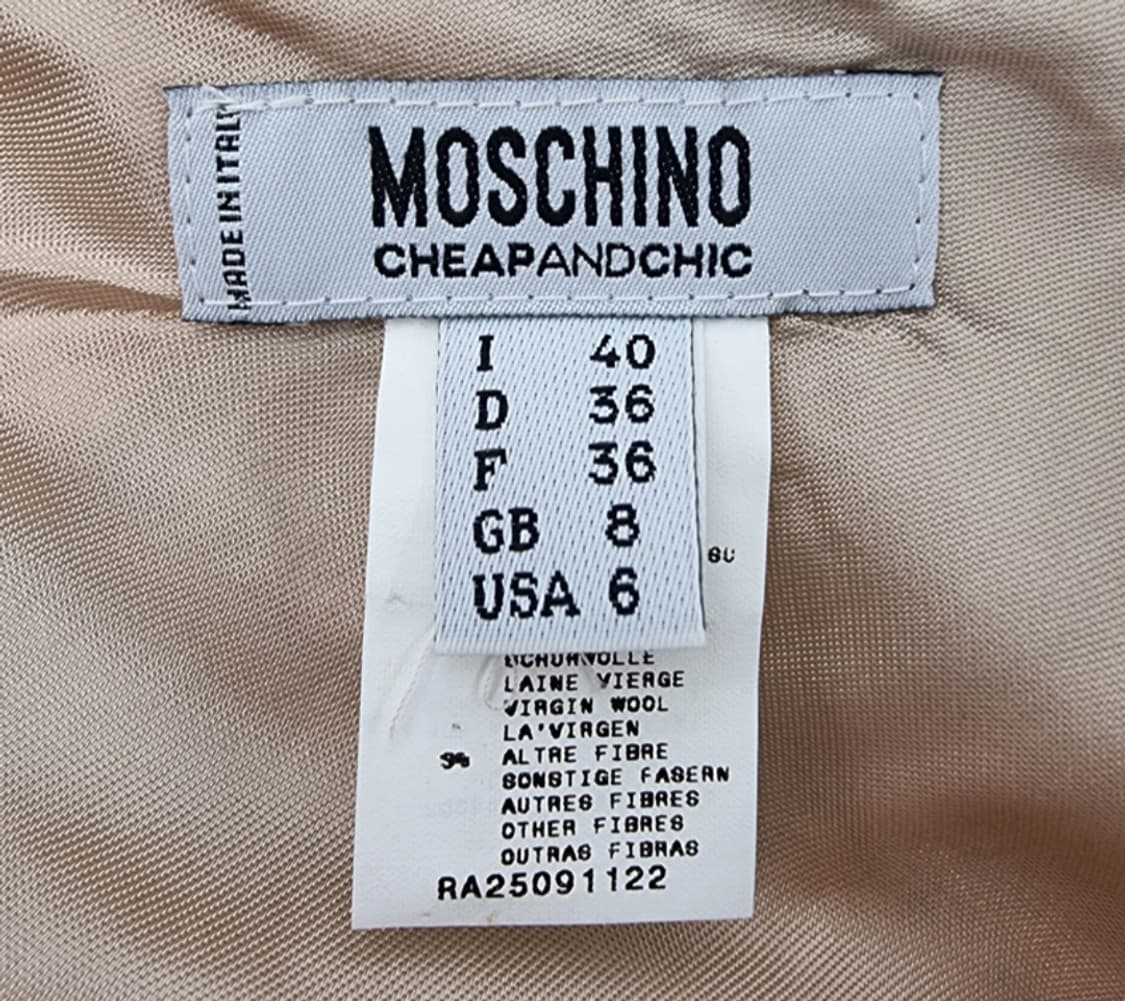 MADE IN ITALY
MOSCHINO
CHEAPANDCHIC
I 40
D 36
F 36
GB 8
USA 6
SCHURWOLLE
LAINE VIERGE
VIRGIN WOOL
LA'VIRGEN
% ALTRE FIBRE
SONSTIGE FASERN
AUTRES FIBRES
OTHER FIBRES
OUTRAS FIBRAS
RA25091122